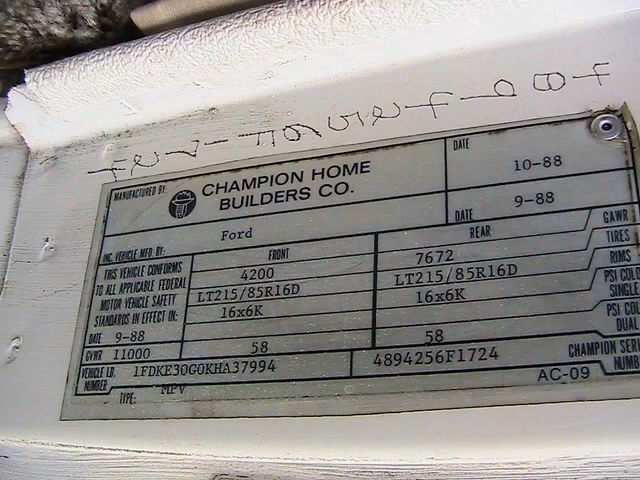 MANUFACTURED BY:
CHAMPION HOME
BUILDERS CO.
DATE
10-88
INC. VEHICLE MFD. BY:
Ford
DATE
9-88
THIS VEHICLE CONFORMS
TO ALL APPLICABLE FEDERAL
MOTOR VEHICLE SAFETY
STANDARDS IN EFFECT IN:
DATE 9-88
FRONT
REAR
4200
7672
GAWR
LT215/85R16D
LT215/85R16D
TIRES
16x6K
16x6K
RIMS
PSI COLD
SINGLE
PSI COL
DUAL
GVWR 11000
58
58
VEHICLE I.D.
NUMBER
1FDKE30G0KHA37994
4894256F1724
CHAMPION SERI
NUMB
TYPE: MPV
AC-09